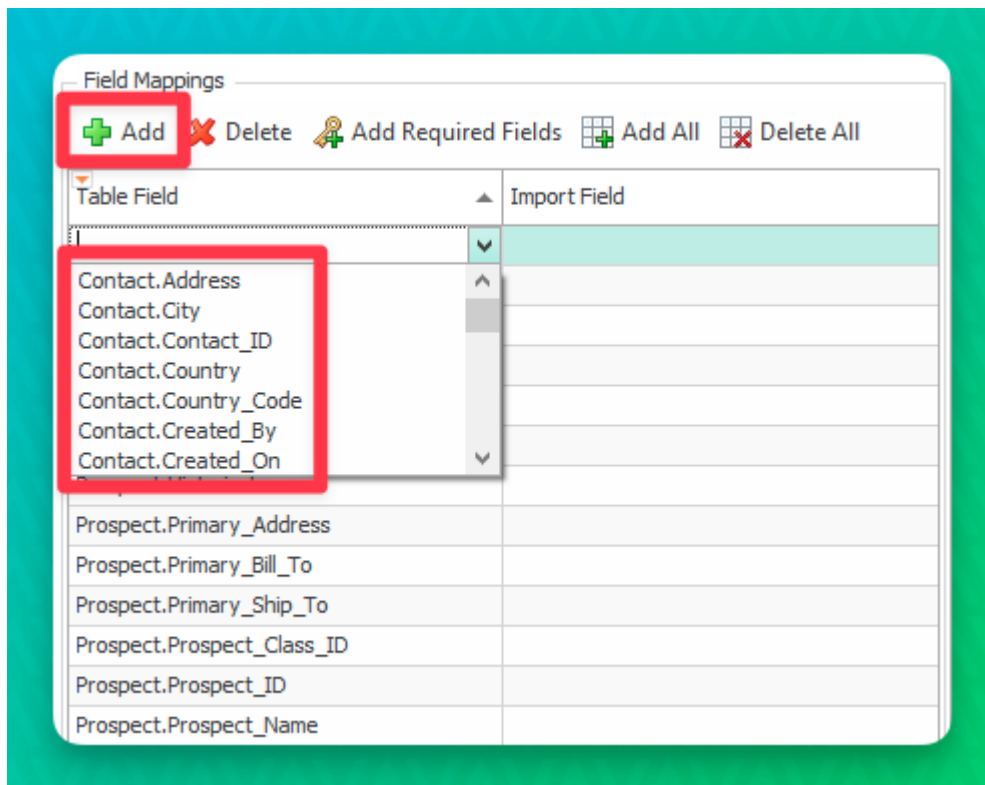 Field Mappings
Add Delete Add Required Fields Add All Delete All
Table Field Import Field
Contact.Address
Contact.City
Contact.Contact_ID
Contact.Country
Contact.Country_Code
Contact.Created_By
Contact.Created_On
Prospect.Primary_Address
Prospect.Primary_Bill_To
Prospect.Primary_Ship_To
Prospect.Prospect_Class_ID
Prospect.Prospect_ID
Prospect.Prospect_Name